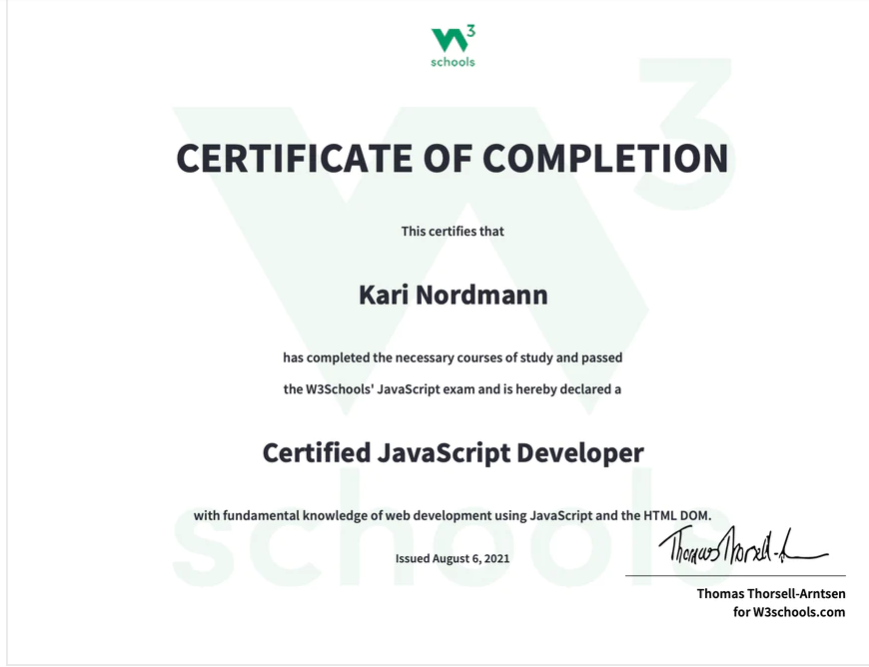 3
schools
CERTIFICATE OF COMPLETION
This certifies that
Kari Nordmann
has completed the necessary courses of study and passed
the W3Schools' JavaScript exam and is hereby declared a
Certified JavaScript Developer
with fundamental knowledge of web development using JavaScript and the HTML DOM.
Issued August 6, 2021
Thomas Thorsell-A
Thomas Thorsell-Arntsen
for W3schools.com